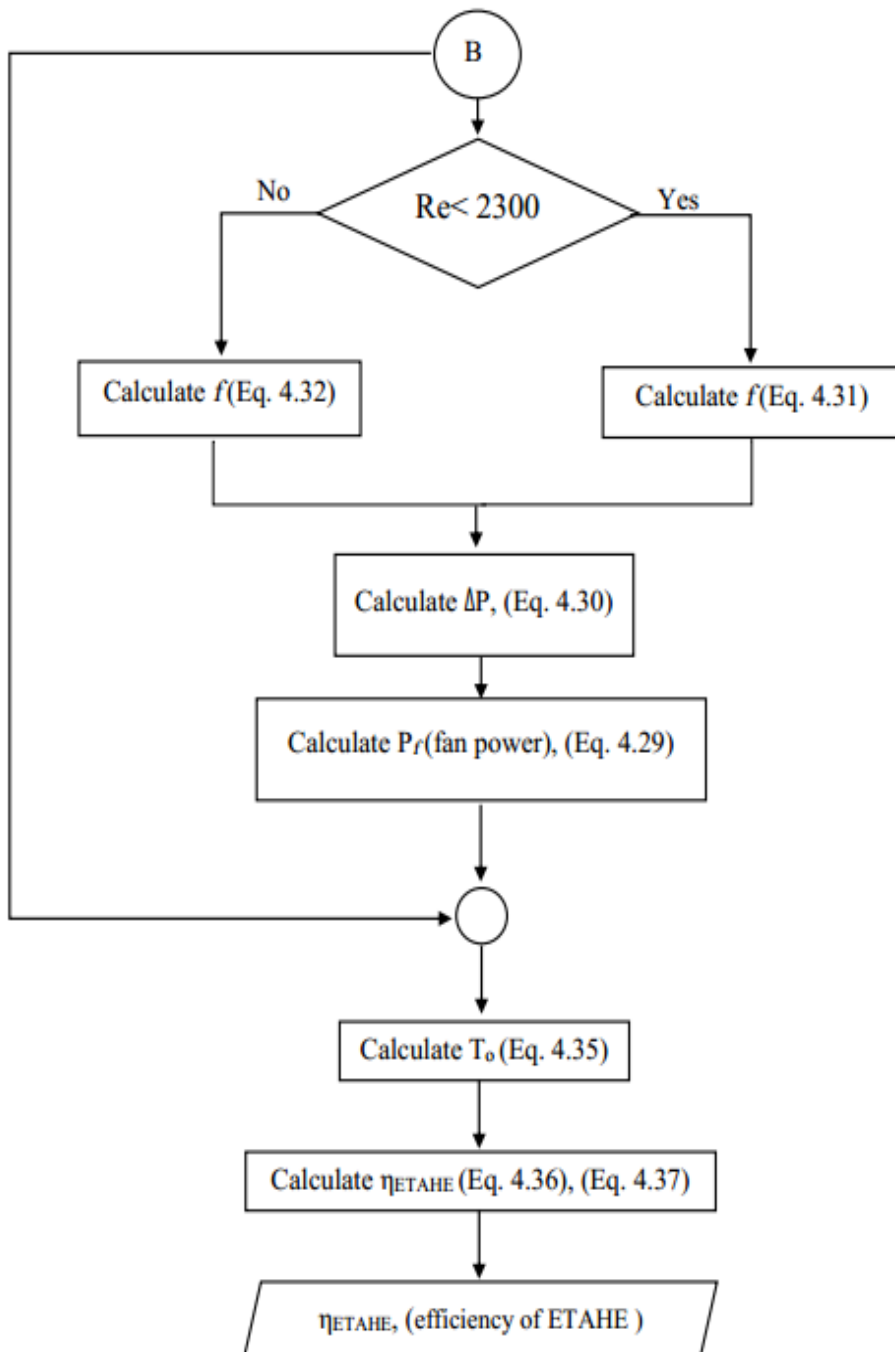 B
Re< 2300
No
Yes
Calculate f(Eq. 4.32)
Calculate f(Eq. 4.31)
Calculate ΔP, (Eq. 4.30)
Calculate Pf(fan power), (Eq. 4.29)
Calculate To (Eq. 4.35)
Calculate ηETAHE (Eq. 4.36), (Eq. 4.37)
ηETAHE, (efficiency of ETAHE )